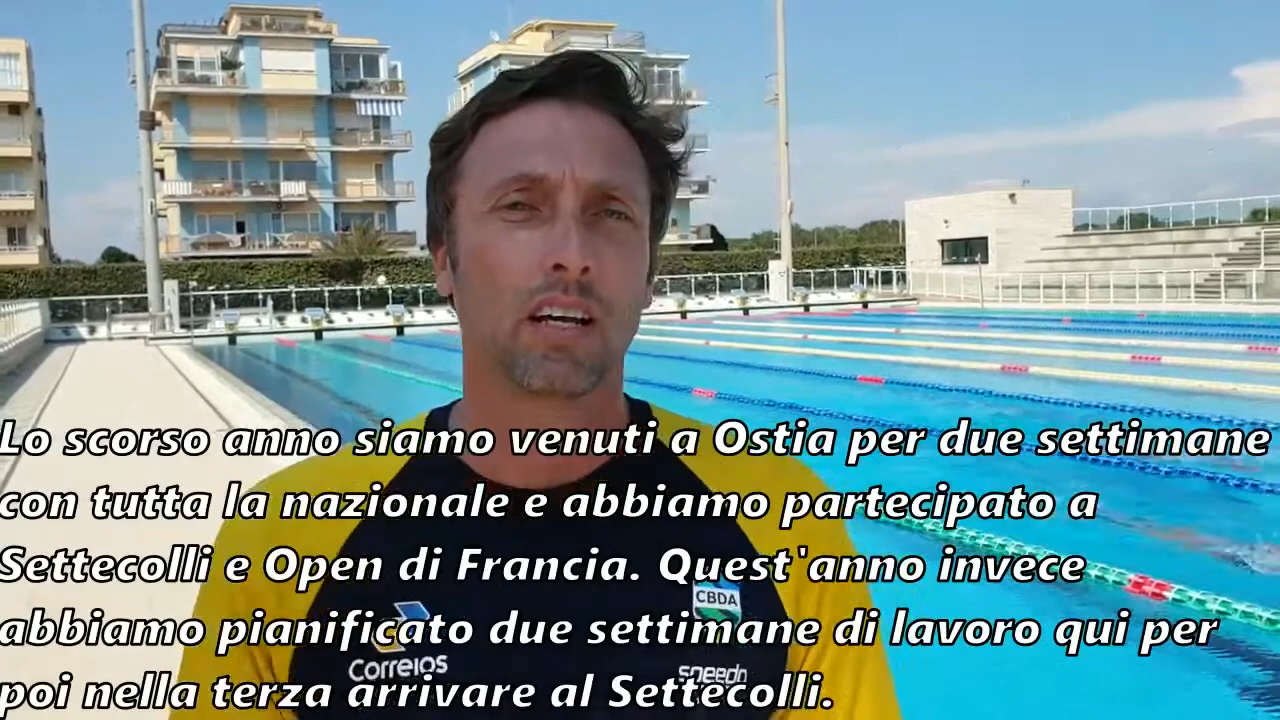 Lo scorso anno siamo venuti a Ostia per due settimane
con tutta la nazionale e abbiamo partecipato a
Settecolli e Open di Francia. Quest'anno invece
abbiamo pianificato due settimane di lavoro qui per
poi nella terza arrivare al Settecolli.
CBDA
Correios
speedo